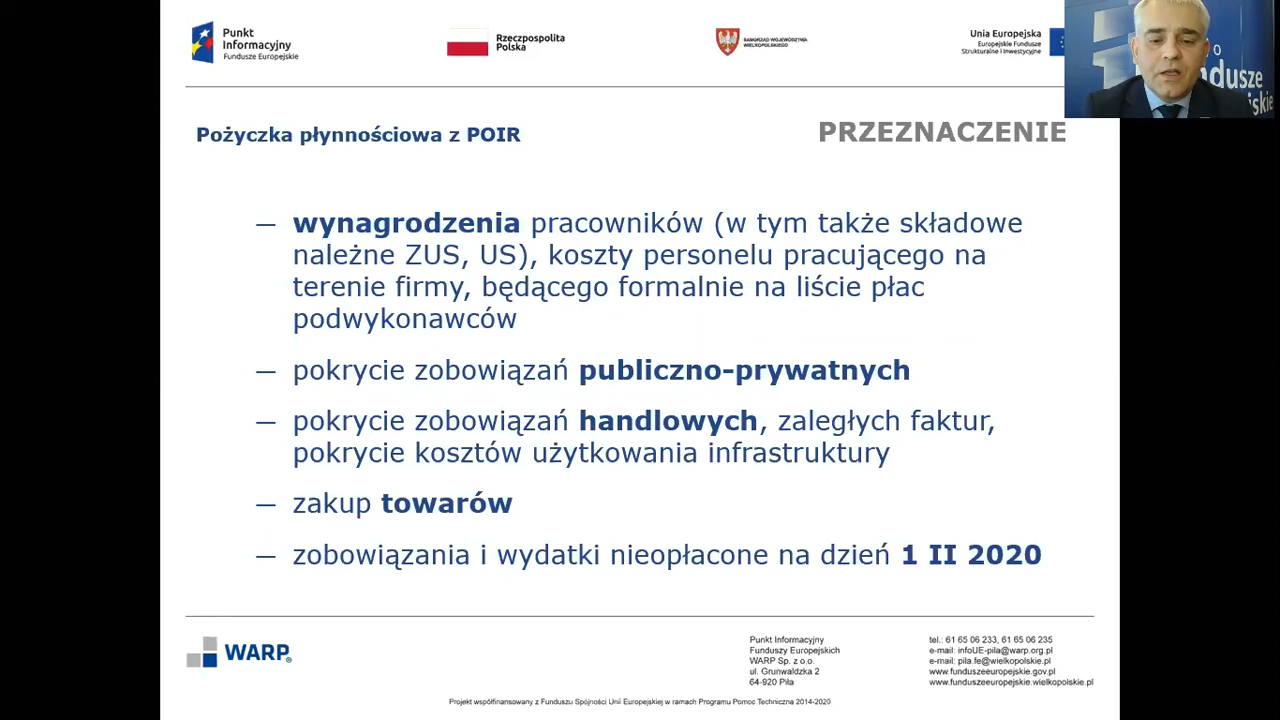 Punkt
Informacyjny
Fundusze Europejskie
Rzeczpospolita
Polska
SAMORZĄD WOJEWÓDZTWA
WIELKOPOLSKIEGO
Unia Europejska
Europejskie Fundusze
Strukturalne i Inwestycyjne
Pożyczka płynnościowa z POIR
PRZEZNACZENIE
— wynagrodzenia pracowników (w tym także składowe
należne ZUS, US), koszty personelu pracującego na
terenie firmy, będącego formalnie na liście płac
podwykonawców
— pokrycie zobowiązań publiczno-prywatnych
— pokrycie zobowiązań handlowych, zaległych faktur,
pokrycie kosztów użytkowania infrastruktury
— zakup towarów
— zobowiązania i wydatki nieopłacone na dzień 1 II 2020
WARP
Punkt Informacyjny
Funduszy Europejskich
WARP Sp. z o.o.
ul. Grunwaldzka 2
64-920 Piła
tel.: 61 65 06 233, 61 65 06 235
e-mail: infoUE-pila@warp.org.pl
e-mail: pila.fe@wielkopolskie.pl
www.funduszeeuropejskie.gov.pl
www.funduszeeuropejskie.wielkopolskie.pl
Projekt współfinansowany z Funduszu Spójności Unii Europejskiej w ramach Programu Pomoc Techniczna 2014-2020